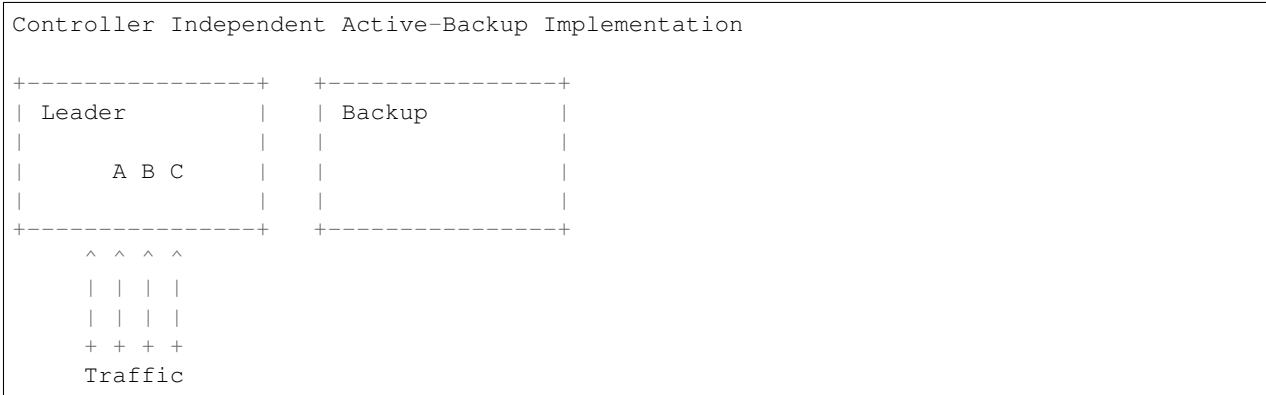 Controller Independent Active-Backup Implementation
+----------------+   +----------------+
| Leader         |   | Backup         |
|                |   |                |
|      A B C     |   |                |
|                |   |                |
+----------------+   +----------------+
     ^ ^ ^ ^
     | | | |
     | | | |
     + + + +
     Traffic